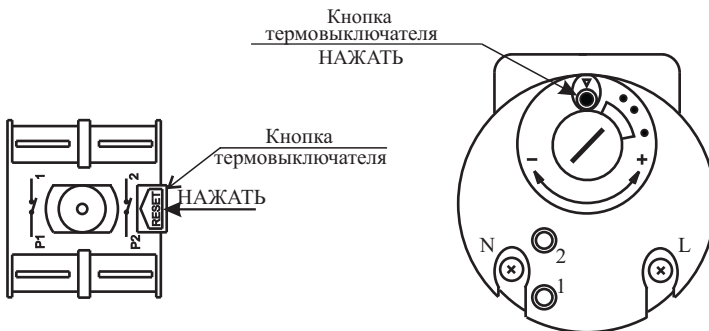 Кнопка
термовыключателя
НАЖАТЬ
Кнопка
термовыключателя
НАЖАТЬ
1
2
RESET
P1
P2
− +
N
L
2
1